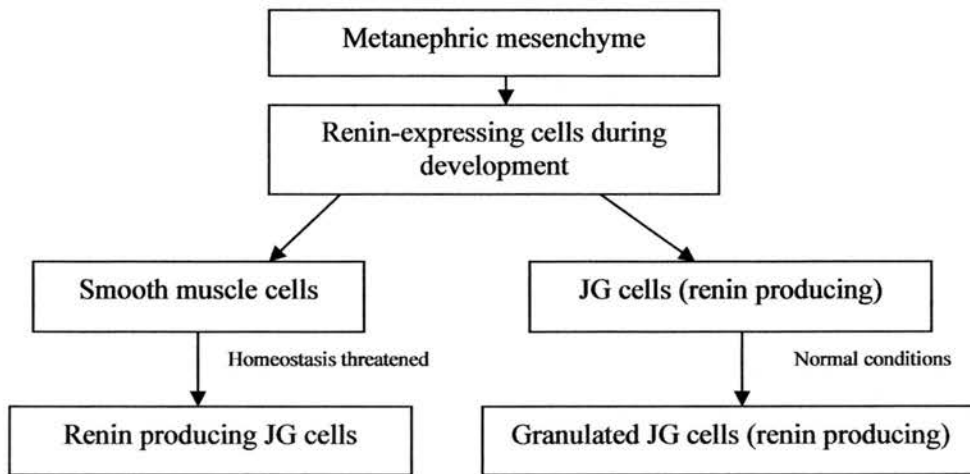 Metanephric mesenchyme
Renin-expressing cells during
development
Smooth muscle cells
JG cells (renin producing)
Homeostasis threatened
Normal conditions
Renin producing JG cells
Granulated JG cells (renin producing)